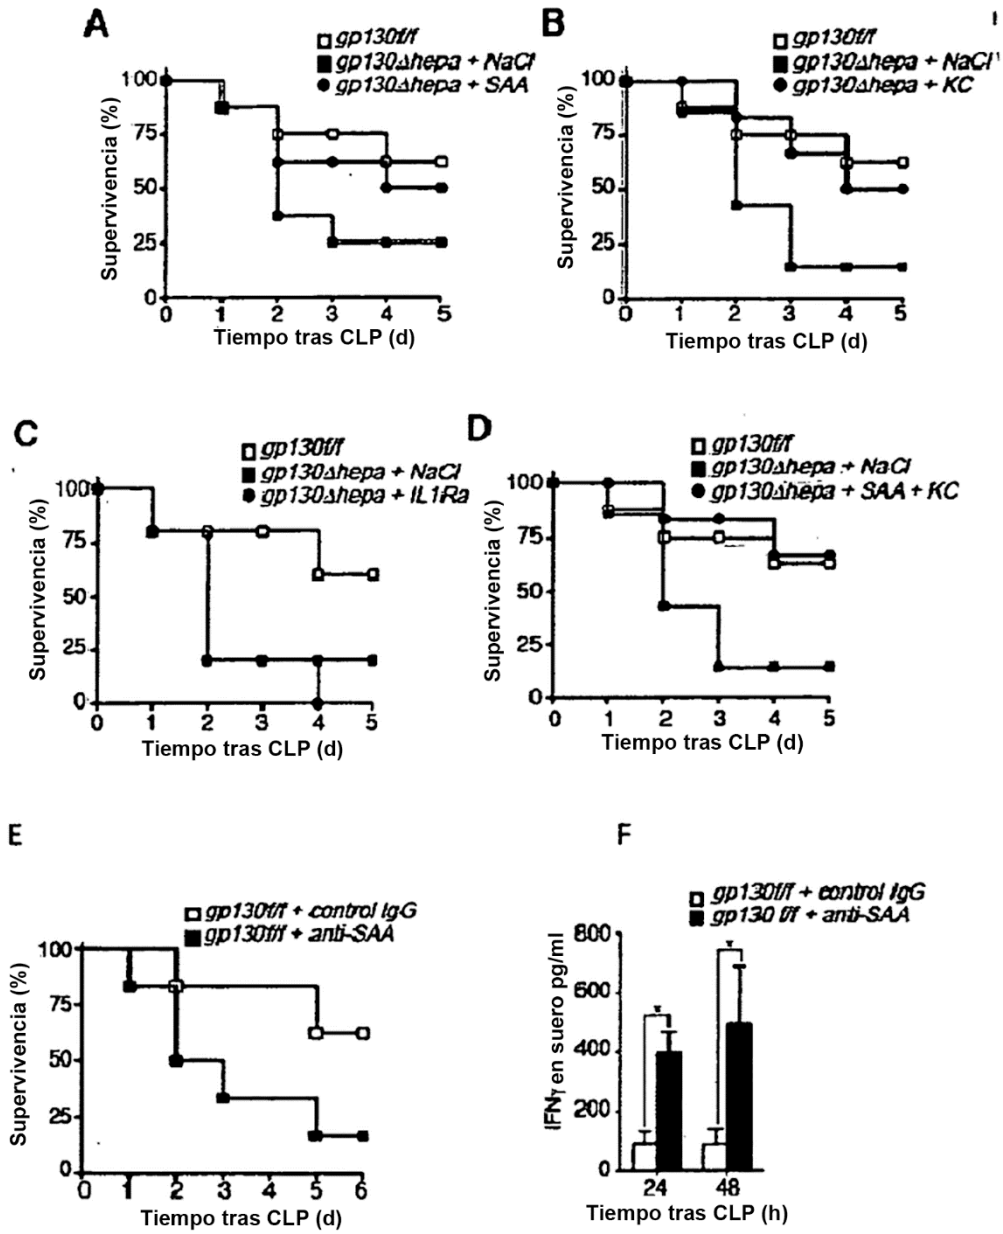 A
gp130f/f
gp130Δhepa + NaCl
gp130Δhepa + SAA
Supervivencia (%)
100
75
50
25
0
0 1 2 3 4 5
Tiempo tras CLP (d)
B
gp130f/f
gp130Δhepa + NaCl
gp130Δhepa + KC
Supervivencia (%)
100
75
50
25
0
0 1 2 3 4 5
Tiempo tras CLP (d)
C
gp130f/f
gp130Δhepa + NaCl
gp130Δhepa + IL1Ra
Supervivencia (%)
100
75
50
25
0
0 1 2 3 4 5
Tiempo tras CLP (d)
D
gp130f/f
gp130Δhepa + NaCl
gp130Δhepa + SAA + KC
Supervivencia (%)
100
75
50
25
0
0 1 2 3 4 5
Tiempo tras CLP (d)
E
gp130f/f + control IgG
gp130f/f + anti-SAA
Supervivencia (%)
100
75
50
25
0
0 1 2 3 4 5 6
Tiempo tras CLP (d)
F
gp130f/f + control IgG
gp130 f/f + anti-SAA
IFNγ en suero pg/ml
800
600
400
200
0
*
*
24 48
Tiempo tras CLP (h)